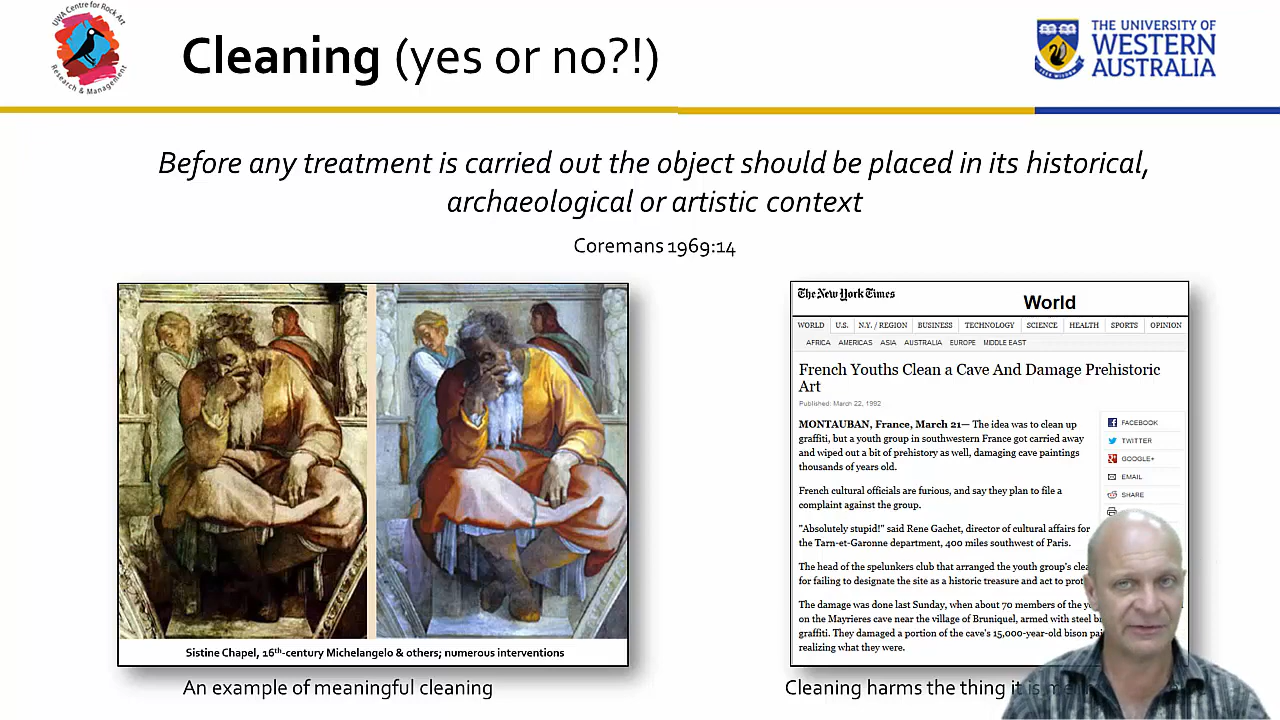 UWA Centre for Rock Art
Research & Management
Cleaning (yes or no?!)
THE UNIVERSITY OF
WESTERN
AUSTRALIA
Before any treatment is carried out the object should be placed in its historical,
archaeological or artistic context
Coremans 1969:14
Sistine Chapel, 16th-century Michelangelo & others; numerous interventions
An example of meaningful cleaning
The New York Times
World
WORLD U.S. N.Y. / REGION BUSINESS TECHNOLOGY SCIENCE HEALTH SPORTS OPINION
AFRICA AMERICAS ASIA AUSTRALIA EUROPE MIDDLE EAST
French Youths Clean a Cave And Damage Prehistoric
Art
Published: March 22, 1992
MONTAUBAN, France, March 21— The idea was to clean up
graffiti, but a youth group in southwestern France got carried away
and wiped out a bit of prehistory as well, damaging cave paintings
thousands of years old.
French cultural officials are furious, and say they plan to file a
complaint against the group.
"Absolutely stupid!" said Rene Gachet, director of cultural affairs for
the Tarn-et-Garonne department, 400 miles southwest of Paris.
The head of the spelunkers club that arranged the youth group's
for failing to designate the site as a historic treasure and act to
The damage was done last Sunday, when about 70 members of the
on the Mayrieres cave near the village of Bruniquel, armed with steel
graffiti. They damaged a portion of the cave's 15,000-year-old bison
realizing what they were.
FACEBOOK
TWITTER
GOOGLE+
EMAIL
SHARE
Cleaning harms the thing it is